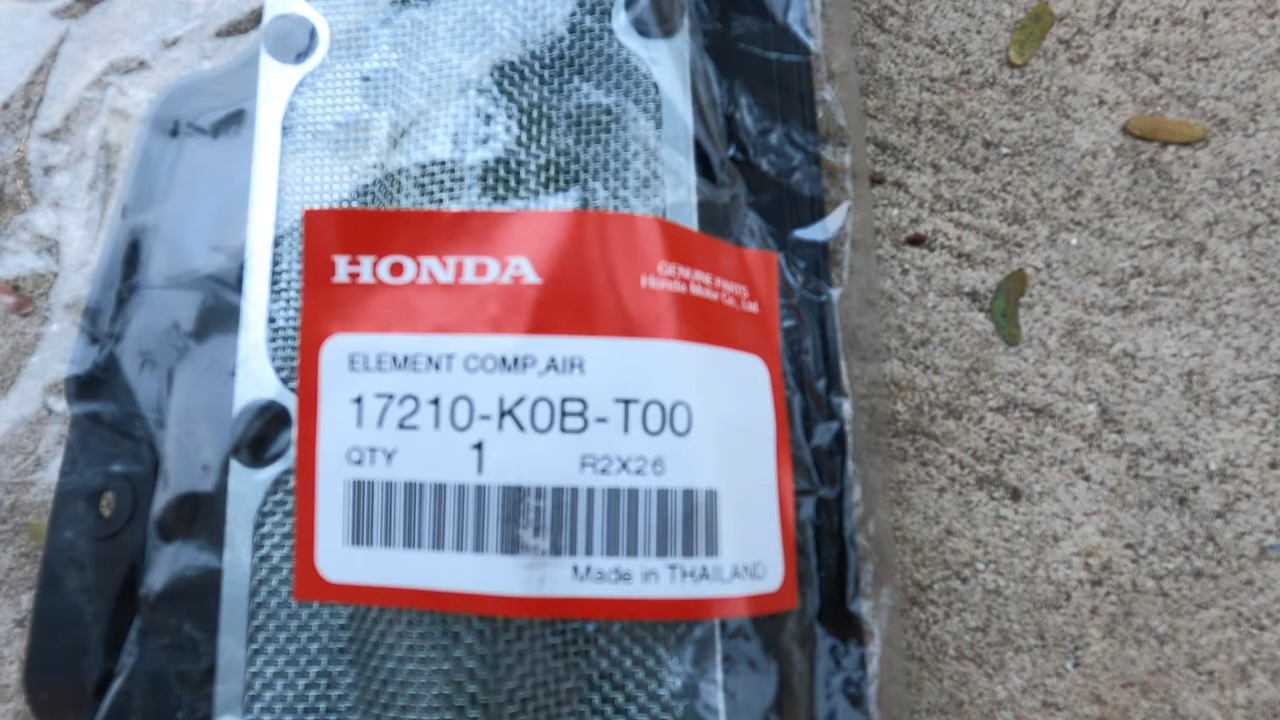 HONDA
GENUINE PARTS
Honda Motor Co., Ltd.
ELEMENT COMP,AIR
17210-K0B-T00
QTY 1 R2X26
Made in THAILAND